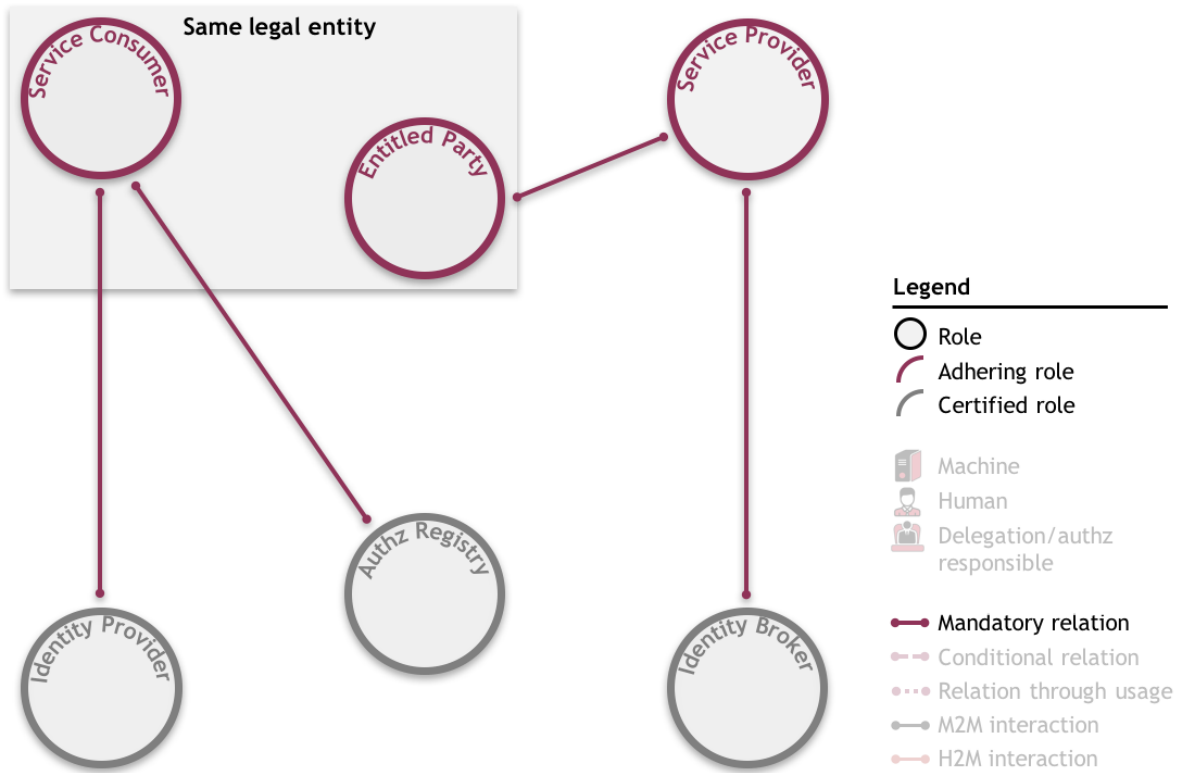 Same legal entity
Service Consumer
Service Provider
Entitled Party
Legend
Role
Adhering role
Certified role
Machine
Human
Delegation/authz
responsible
Authz Registry
Identity Provider
Identity Broker
Mandatory relation
Conditional relation
Relation through usage
M2M interaction
H2M interaction